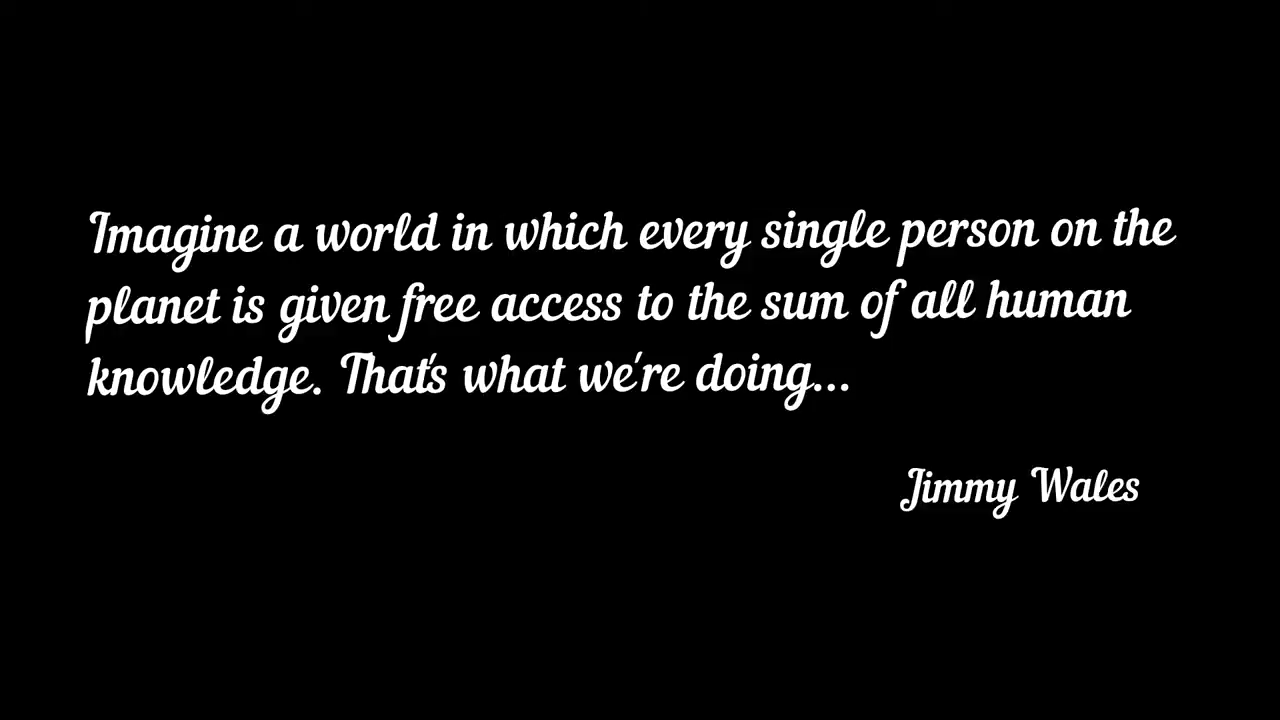 Imagine a world in which every single person on the
planet is given free access to the sum of all human
knowledge. That's what we're doing...
Jimmy Wales